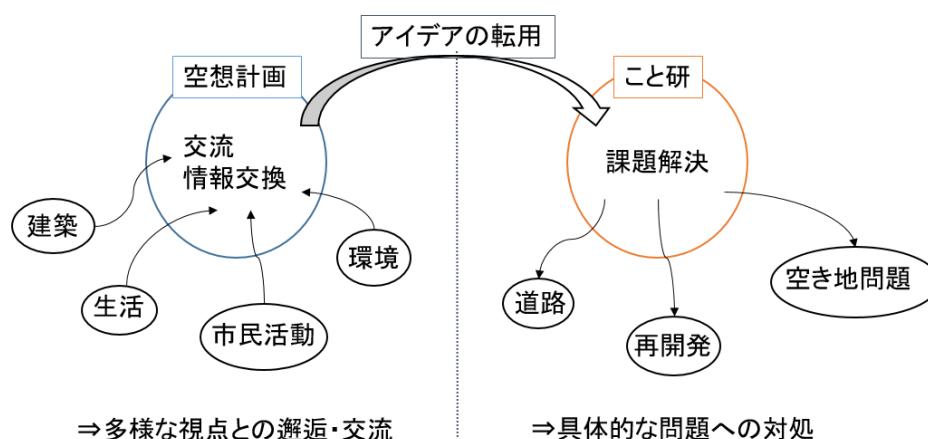 アイデアの転用
空想計画
交流
情報交換
建築
生活
市民活動
環境
⇒多様な視点との邂逅・交流
こと研
課題解決
道路
再開発
空き地問題
⇒具体的な問題への対処